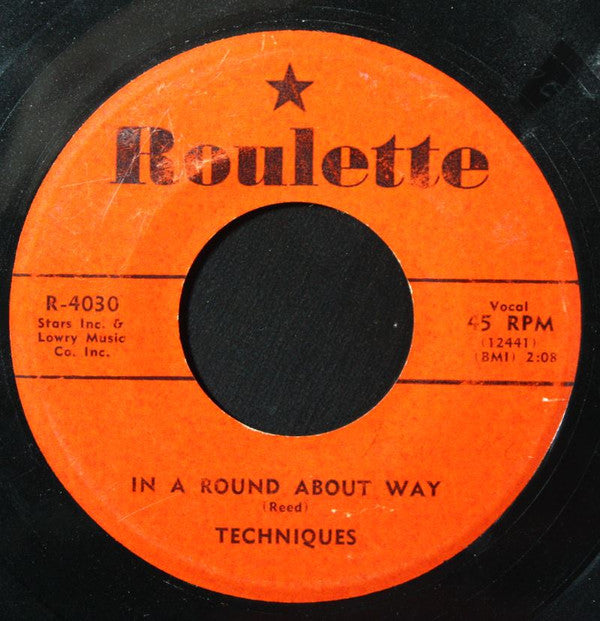 Roulette
R-4030
Stars Inc. &
Lowry Music
Co. Inc.
Vocal
45 RPM
(12441)
(BMI) 2:08
IN A ROUND ABOUT WAY
(Reed)
TECHNIQUES